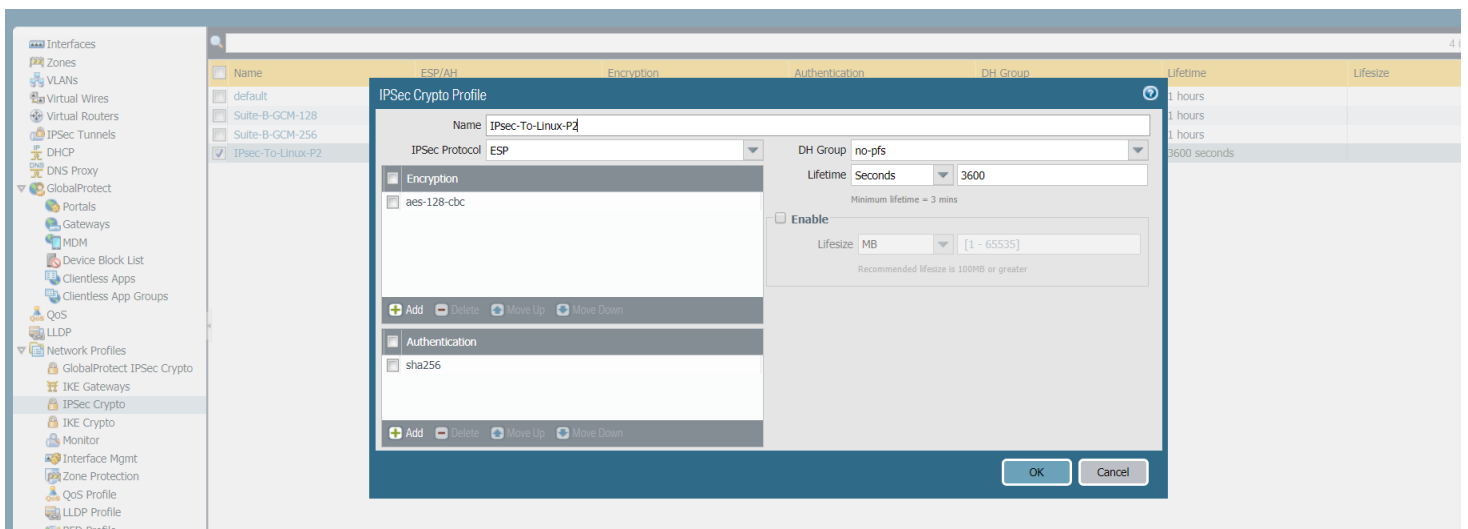 Interfaces
Zones
VLANs
Virtual Wires
Virtual Routers
IPSec Tunnels
DHCP
DNS Proxy
GlobalProtect
Portals
Gateways
MDM
Device Block List
Clientless Apps
Clientless App Groups
QoS
LLDP
Network Profiles
GlobalProtect IPSec Crypto
IKE Gateways
IPSec Crypto
IKE Crypto
Monitor
Interface Mgmt
Zone Protection
QoS Profile
LLDP Profile
BFD Profile
4 i
Name ESP/AH Encryption Authentication DH Group Lifetime Lifesize
default 1 hours
Suite-B-GCM-128 1 hours
Suite-B-GCM-256 1 hours
IPsec-To-Linux-P2 3600 seconds
IPSec Crypto Profile
Name IPsec-To-Linux-P2
IPSec Protocol ESP
Encryption
aes-128-cbc
Add Delete Move Up Move Down
Authentication
sha256
Add Delete Move Up Move Down
DH Group no-pfs
Lifetime Seconds 3600
Minimum lifetime = 3 mins
Enable
Lifesize MB [1 - 65535]
Recommended lifesize is 100MB or greater
OK Cancel